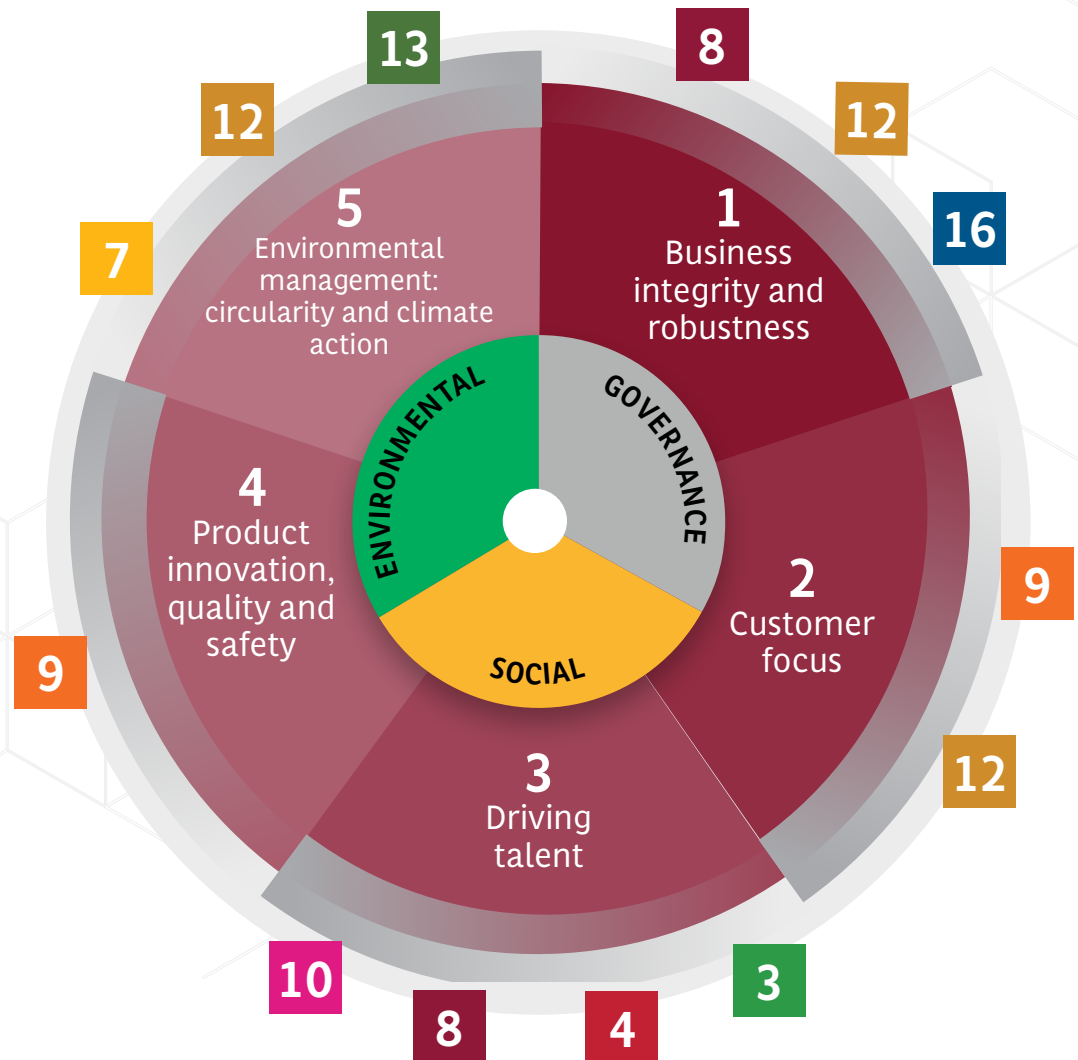 13
8
12
12
16
7
5
Environmental
management:
circularity and climate
action
1
Business
integrity and
robustness
ENVIRONMENTAL
GOVERNANCE
SOCIAL
4
Product
innovation,
quality and
safety
2
Customer
focus
9
9
12
3
Driving
talent
10
8
4
3